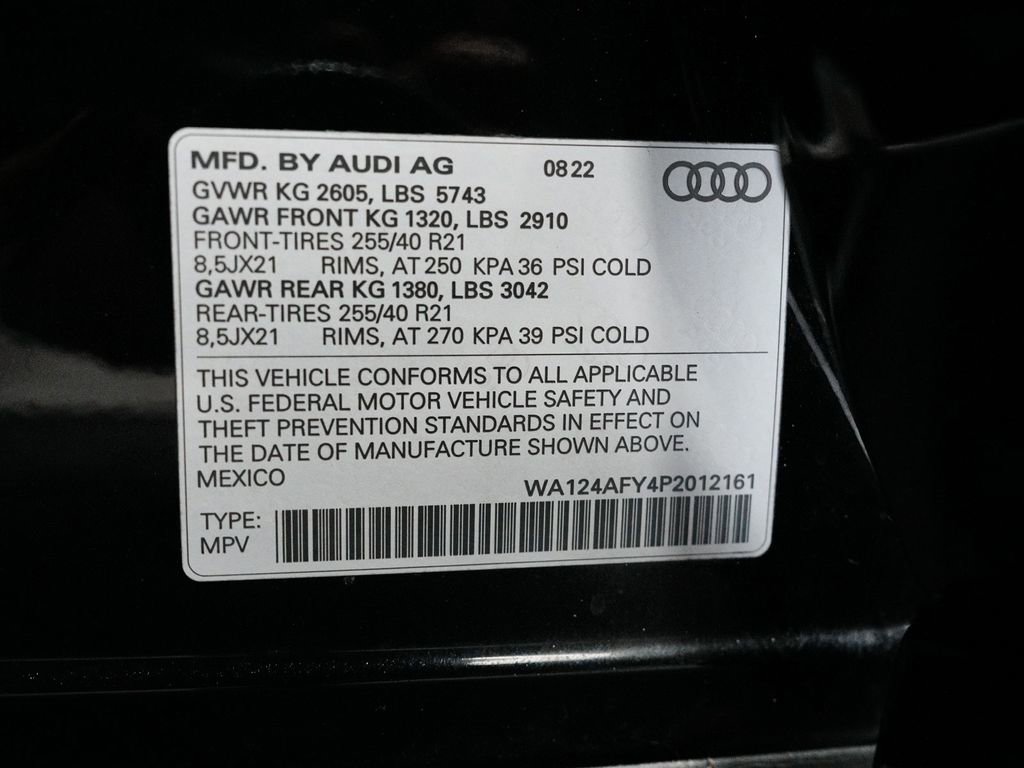 MFD. BY AUDI AG 0822
GVWR KG 2605, LBS 5743
GAWR FRONT KG 1320, LBS 2910
FRONT-TIRES 255/40 R21
8,5JX21 RIMS, AT 250 KPA 36 PSI COLD
GAWR REAR KG 1380, LBS 3042
REAR-TIRES 255/40 R21
8,5JX21 RIMS, AT 270 KPA 39 PSI COLD
THIS VEHICLE CONFORMS TO ALL APPLICABLE
U.S. FEDERAL MOTOR VEHICLE SAFETY AND
THEFT PREVENTION STANDARDS IN EFFECT ON
THE DATE OF MANUFACTURE SHOWN ABOVE.
MEXICO
WA124AFY4P2012161
TYPE:
MPV